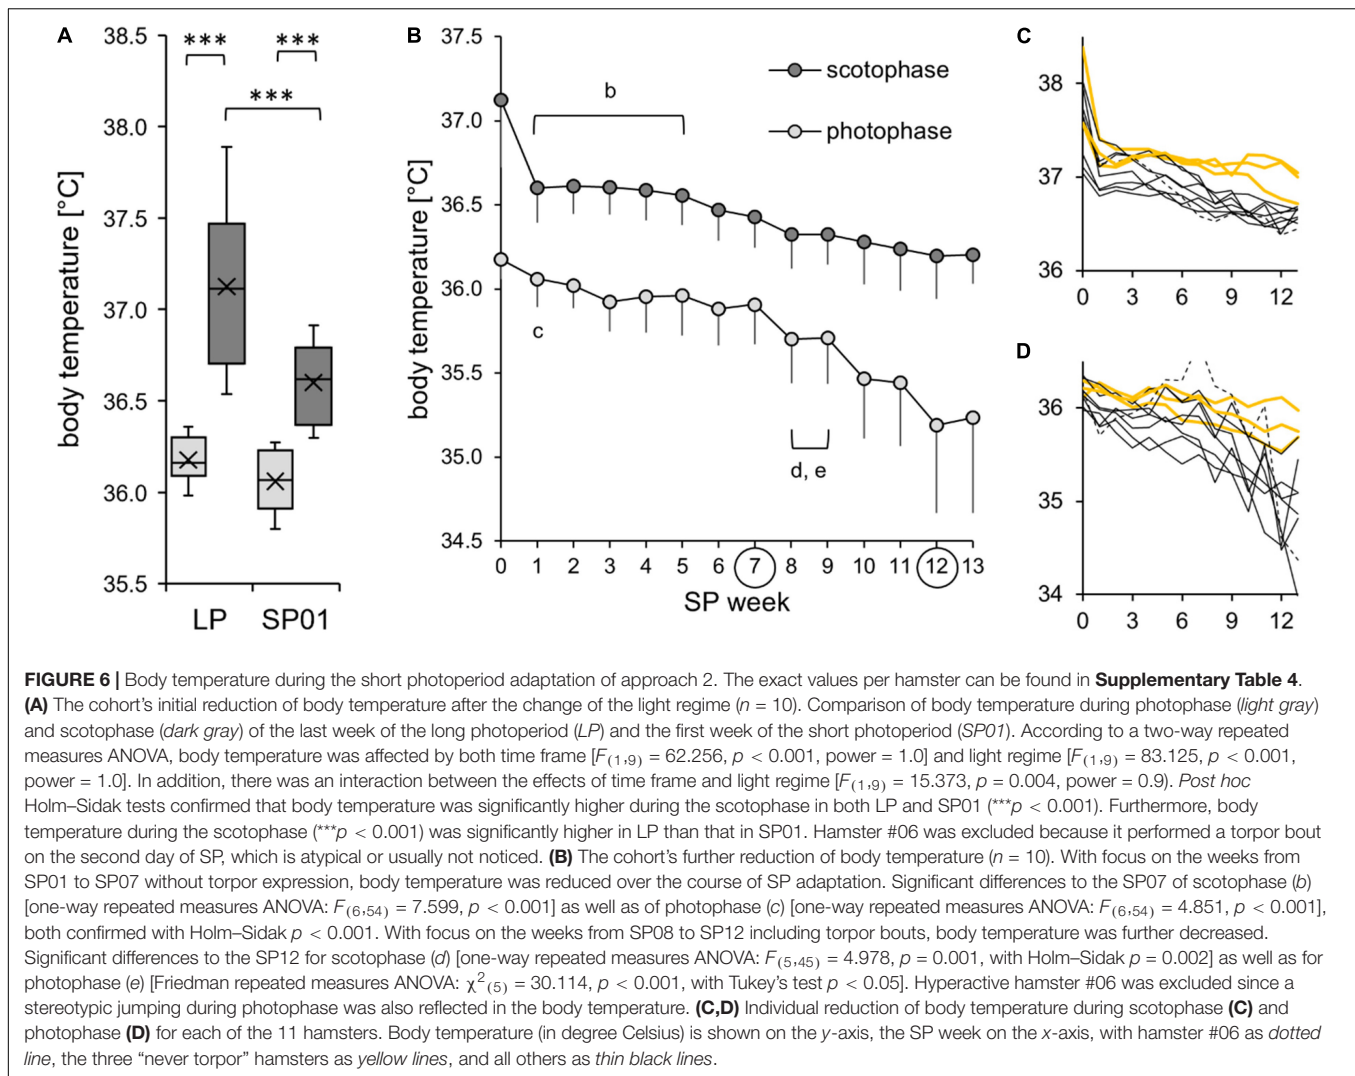 A
38.5
38.0
37.5
37.0
36.5
36.0
35.5
body temperature [°C]
***
***
***
LP
SP01
B
37.5
37.0
36.5
36.0
35.5
35.0
34.5
body temperature [°C]
scotophase
photophase
b
c
d, e
0 1 2 3 4 5 6 7 8 9 10 11 12 13
SP week
C
38
37
36
0 3 6 9 12
D
36
35
34
0 3 6 9 12
FIGURE 6 | Body temperature during the short photoperiod adaptation of approach 2. The exact values per hamster can be found in Supplementary Table 4.
(A) The cohort's initial reduction of body temperature after the change of the light regime (n = 10). Comparison of body temperature during photophase (light gray)
and scotophase (dark gray) of the last week of the long photoperiod (LP) and the first week of the short photoperiod (SP01). According to a two-way repeated
measures ANOVA, body temperature was affected by both time frame [F(1,9) = 62.256, p < 0.001, power = 1.0] and light regime [F(1,9) = 83.125, p < 0.001,
power = 1.0]. In addition, there was an interaction between the effects of time frame and light regime [F(1,9) = 15.373, p = 0.004, power = 0.9). Post hoc
Holm–Sidak tests confirmed that body temperature was significantly higher during the scotophase in both LP and SP01 (***p < 0.001). Furthermore, body
temperature during the scotophase (***p < 0.001) was significantly higher in LP than that in SP01. Hamster #06 was excluded because it performed a torpor bout
on the second day of SP, which is atypical or usually not noticed. (B) The cohort's further reduction of body temperature (n = 10). With focus on the weeks from
SP01 to SP07 without torpor expression, body temperature was reduced over the course of SP adaptation. Significant differences to the SP07 of scotophase (b)
[one-way repeated measures ANOVA: F(6,54) = 7.599, p < 0.001] as well as of photophase (c) [one-way repeated measures ANOVA: F(6,54) = 4.851, p < 0.001],
both confirmed with Holm–Sidak p < 0.001. With focus on the weeks from SP08 to SP12 including torpor bouts, body temperature was further decreased.
Significant differences to the SP12 for scotophase (d) [one-way repeated measures ANOVA: F(5,45) = 4.978, p = 0.001, with Holm–Sidak p = 0.002] as well as for
photophase (e) [Friedman repeated measures ANOVA: χ²(5) = 30.114, p < 0.001, with Tukey's test p < 0.05]. Hyperactive hamster #06 was excluded since a
stereotypic jumping during photophase was also reflected in the body temperature. (C,D) Individual reduction of body temperature during scotophase (C) and
photophase (D) for each of the 11 hamsters. Body temperature (in degree Celsius) is shown on the y-axis, the SP week on the x-axis, with hamster #06 as dotted
line, the three "never torpor" hamsters as yellow lines, and all others as thin black lines.